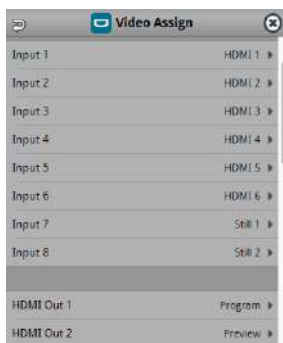 Video Assign
Input 1 HDMI 1
Input 2 HDMI 2
Input 3 HDMI 3
Input 4 HDMI 4
Input 5 HDMI 5
Input 6 HDMI 6
Input 7 Still 1
Input 8 Still 2
HDMI Out 1 Program
HDMI Out 2 Preview